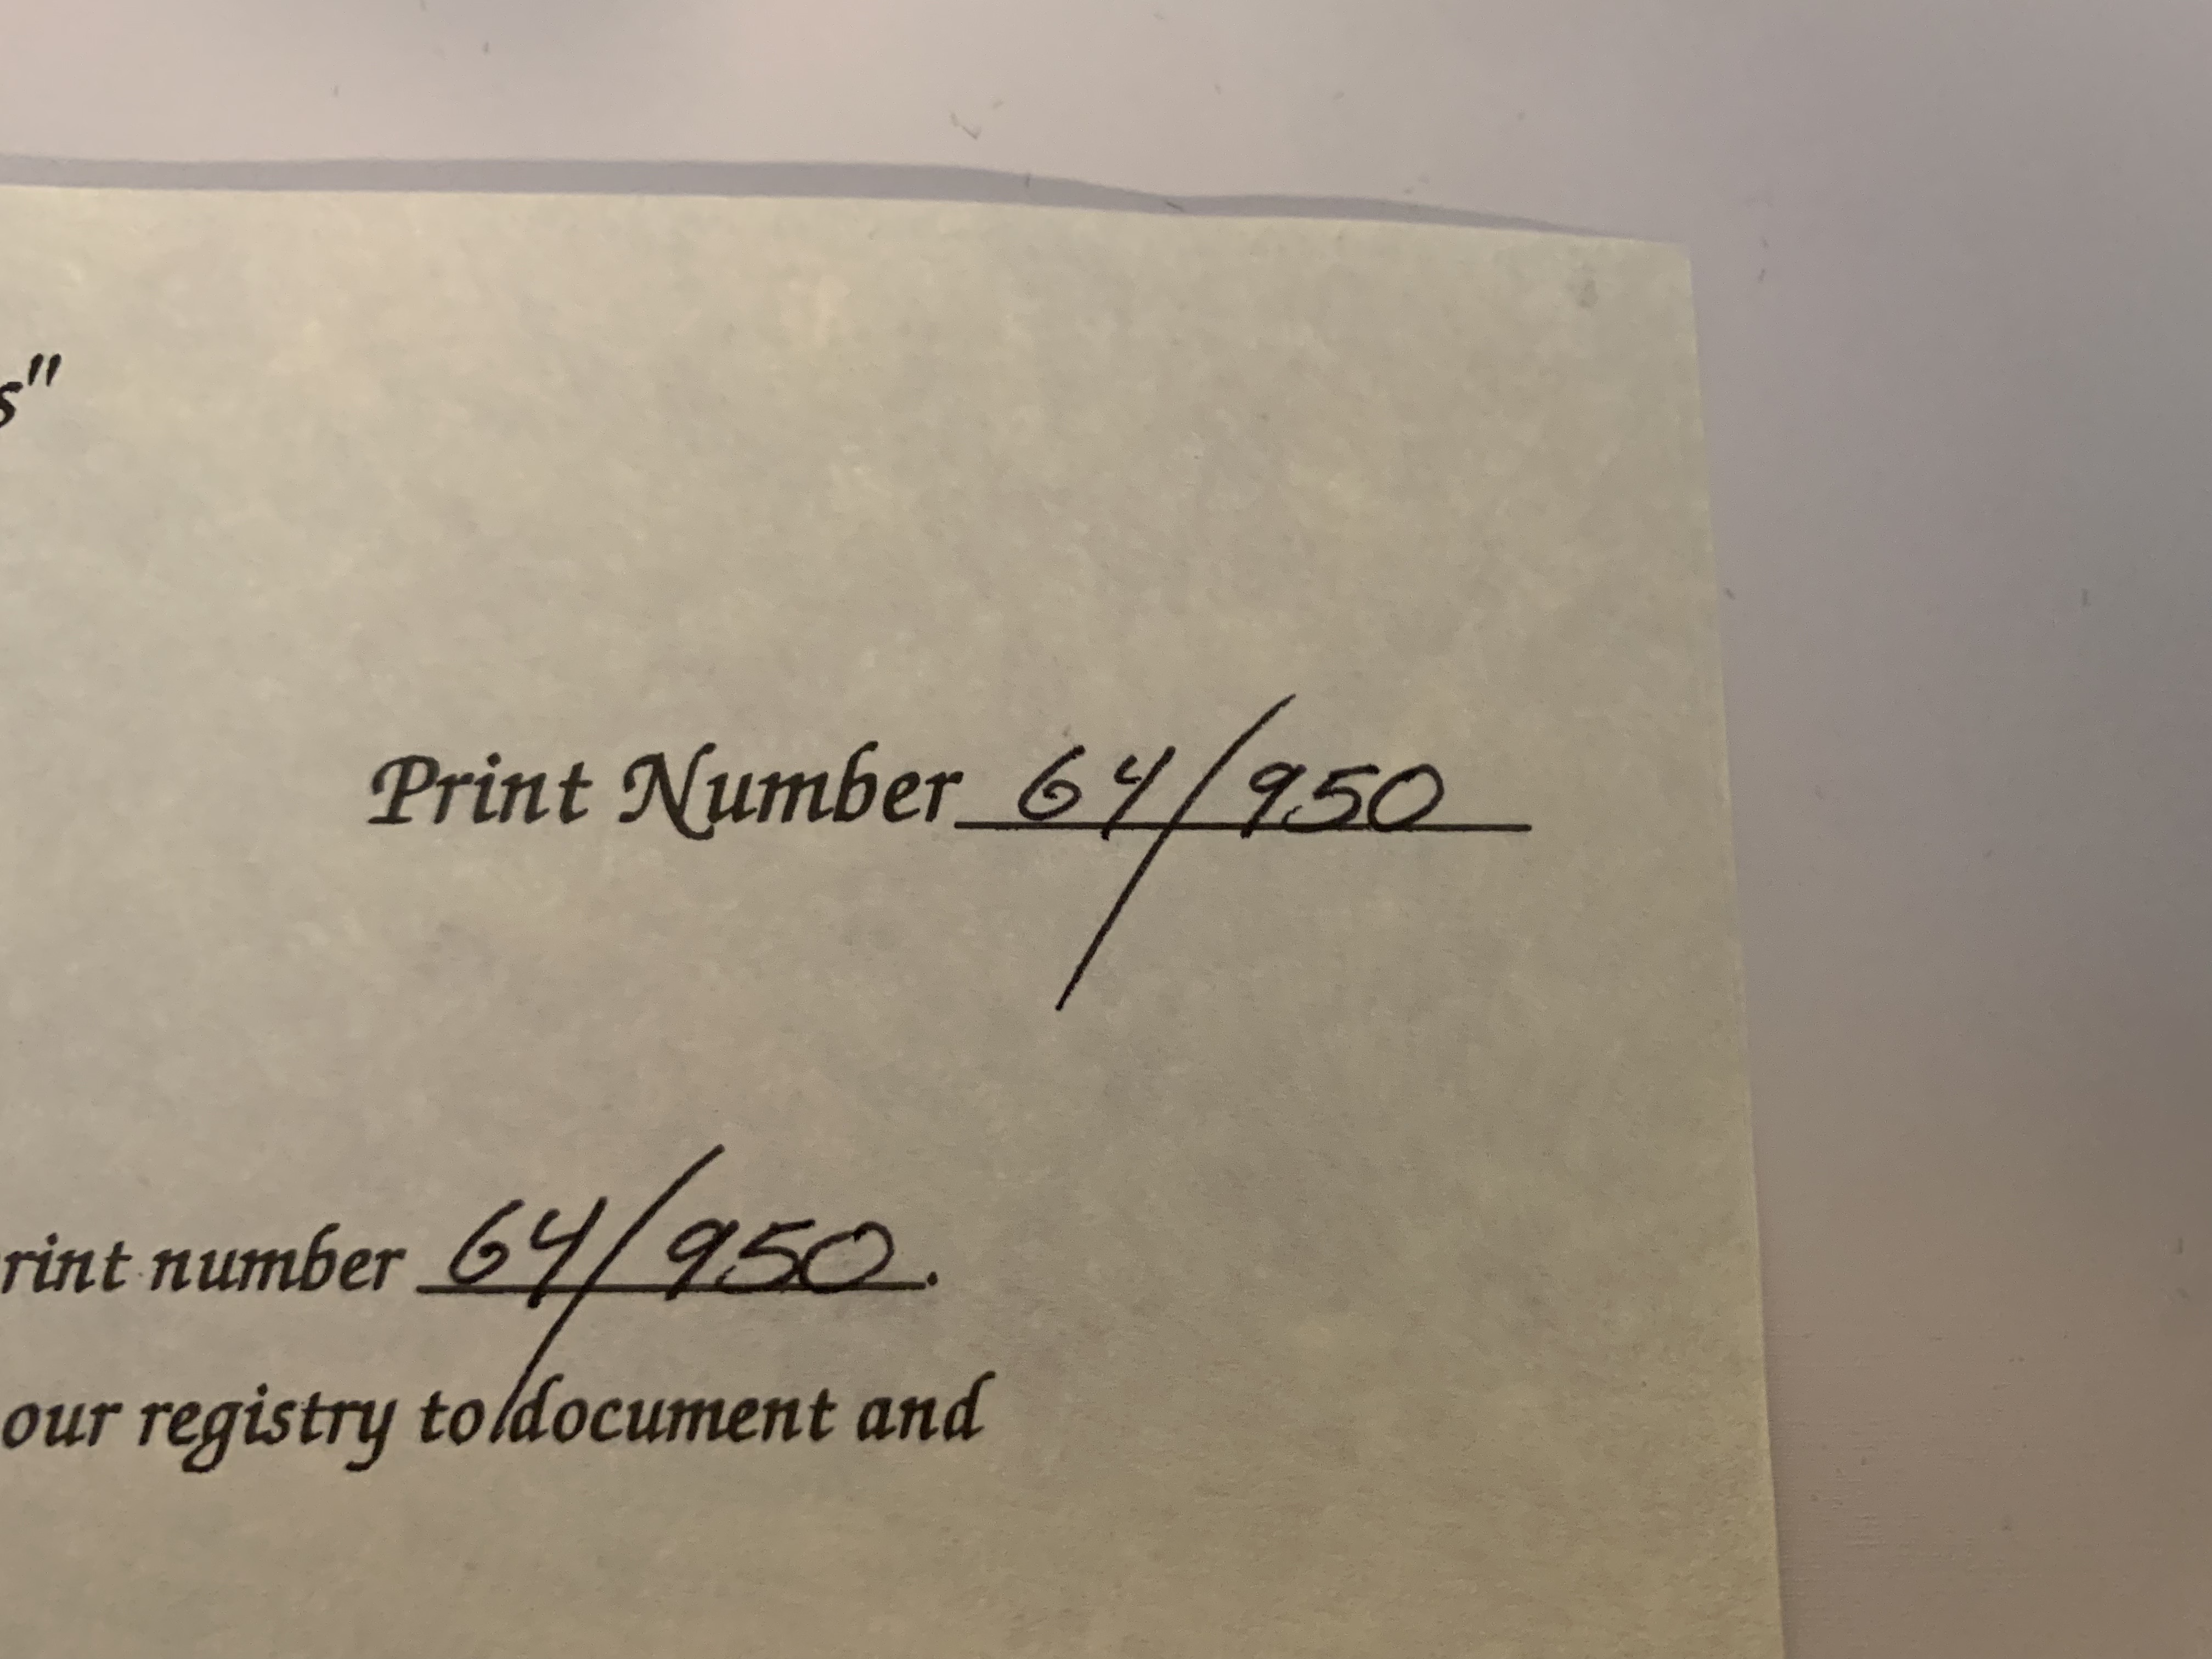 s"
Print Number 64/950
rint number 64/950.
our registry to document and